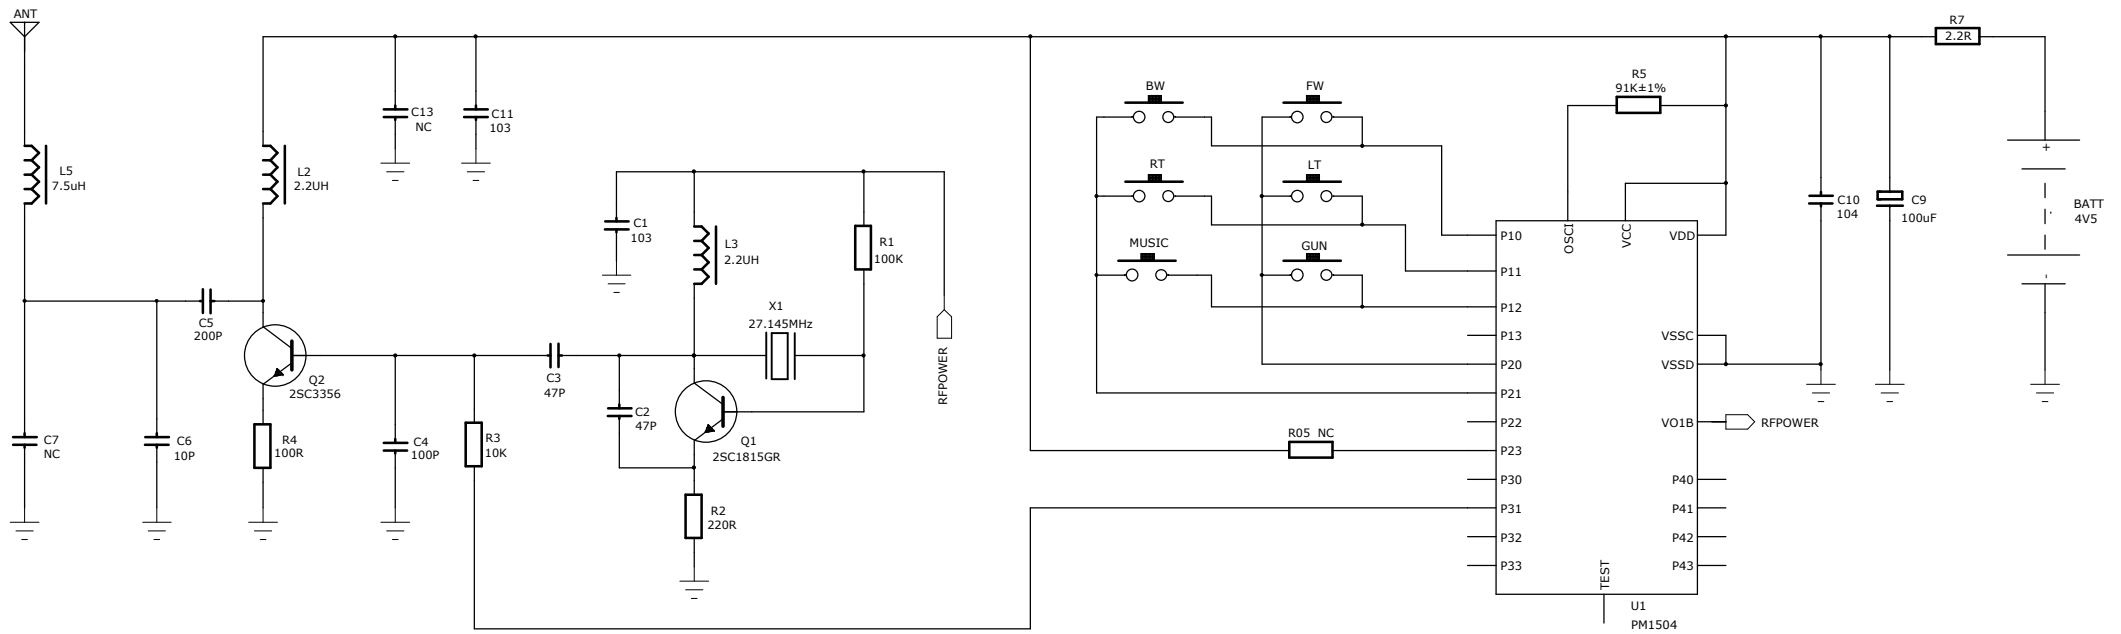 ANT
L5
7.5uH
L2
2.2UH
C13
NC
C11
103
C1
103
L3
2.2UH
R1
100K
X1
27.145MHz
RFPOWER
C5
200P
Q2
2SC3356
C3
47P
C2
47P
Q1
2SC1815GR
C7
NC
C6
10P
R4
100R
C4
100P
R3
10K
R2
220R
BW
FW
RT
LT
MUSIC
GUN
R05 NC
R5
91K±1%
R7
2.2R
C10
104
C9
100uF
+
-
BATT
4V5
OSCI
VCC
VDD
P10
P11
P12
P13
P20
P21
P22
P23
P30
P31
P32
P33
VSSC
VSSD
VO1B
RFPOWER
P40
P41
P42
P43
TEST
U1
PM1504